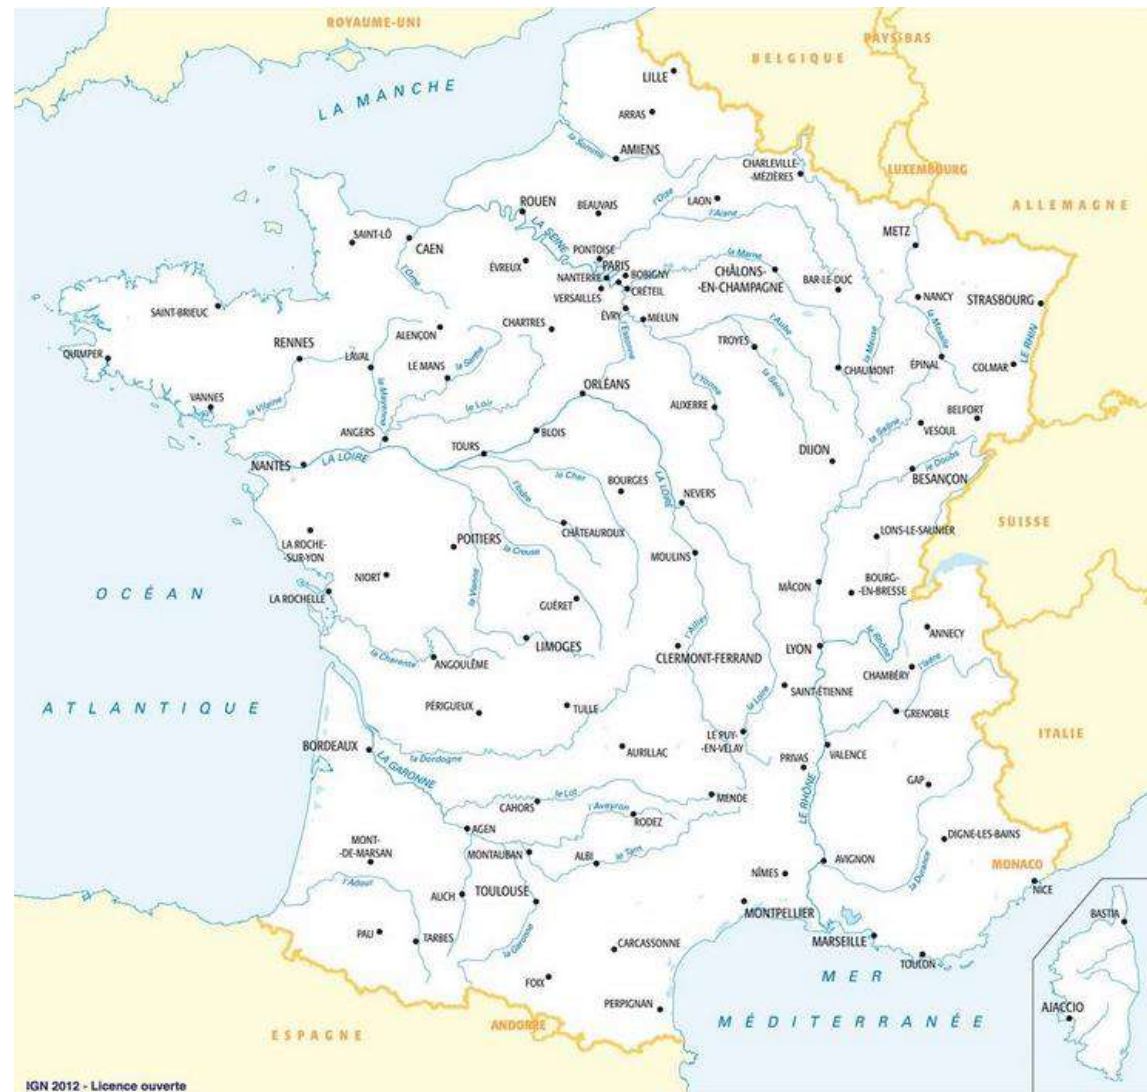 ROYAUME-UNI
PAYS-BAS
BELGIQUE
LA MANCHE
LILLE
ARRAS
la Somme
AMIENS
CHARLEVILLE-
-MÉZIÈRES
LUXEMBOURG
ALLEMAGNE
ROUEN
BEAUVAIS
l'Oise
LAON
l'Aisne
LA SEINE
METZ
SAINT-LÔ
CAEN
l'Orne
ÉVREUX
PONTOISE
PARIS
NANTERRE
BOBIGNY
VERSAILLES
CRÉTEIL
la Marne
CHÂLONS-
-EN-CHAMPAGNE
BAR-LE-DUC
NANCY
STRASBOURG
SAINT-BRIEUC
ALENÇON
CHARTRES
ÉVRY
MELUN
l'Essonne
l'Aube
TROYES
la Seine
la Meuse
la Moselle
LE RHIN
QUIMPER
RENNES
LAVAL
LE MANS
la Sarthe
CHAUMONT
ÉPINAL
COLMAR
VANNES
la Vilaine
la Mayenne
le Loir
ORLÉANS
l'Yonne
AUXERRE
BELFORT
VESOUL
la Saône
ANGERS
BLOIS
TOURS
NANTES
LA LOIRE
le Cher
LA LOIRE
DIJON
le Doubs
BESANÇON
l'Indre
BOURGES
NEVERS
SUISSE
LA ROCHE-
-SUR-YON
POITIERS
la Creuse
CHÂTEAUROUX
MOULINS
LONS-LE-SAUNIER
OCÉAN
NIORT
LA ROCHELLE
la Vienne
GUÉRET
MÂCON
BOURG-
-EN-BRESSE
la Charente
ANGOULÊME
LIMOGES
l'Allier
CLERMONT-FERRAND
LYON
le Rhône
ANNECY
CHAMBÉRY
l'Isère
ATLANTIQUE
PÉRIGUEUX
TULLE
SAINT-ÉTIENNE
la Loire
GRENOBLE
ITALIE
BORDEAUX
la Dordogne
AURILLAC
LE PUY-
-EN-VELAY
PRIVAS
VALENCE
LA GARONNE
GAP
CAHORS
le Lot
MENDE
LE RHÔNE
l'Aveyron
RODEZ
AGEN
MONT-
-DE-MARSAN
MONTAUBAN
ALBI
le Tarn
DIGNE-LES-BAINS
NÎMES
AVIGNON
la Durance
MONACO
NICE
l'Adour
AUCH
TOULOUSE
MONTPELLIER
BASTIA
PAU
TARBES
la Garonne
CARCASSONNE
MARSEILLE
TOULON
FOIX
MER
PERPIGNAN
MÉDITERRANÉE
AJACCIO
ESPAGNE
ANDORRE
IGN 2012 - Licence ouverte